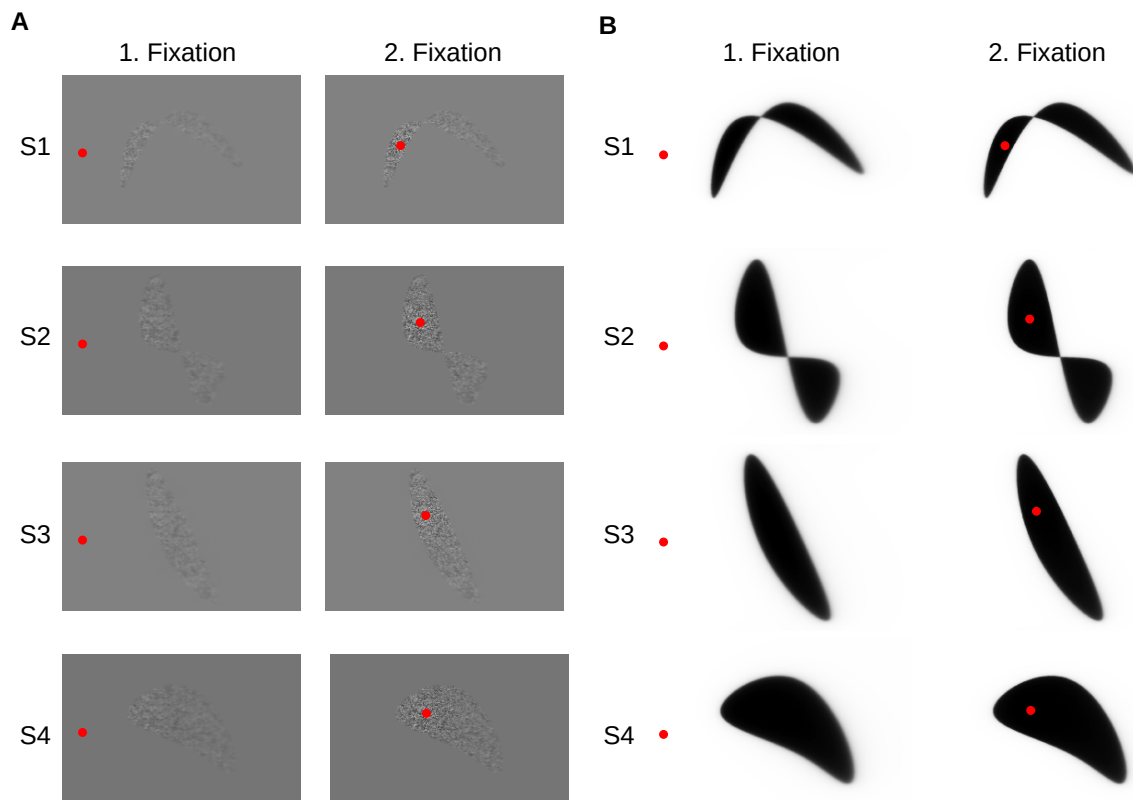 A
B
1. Fixation
2. Fixation
1. Fixation
2. Fixation
S1
S1
S2
S2
S3
S3
S4
S4